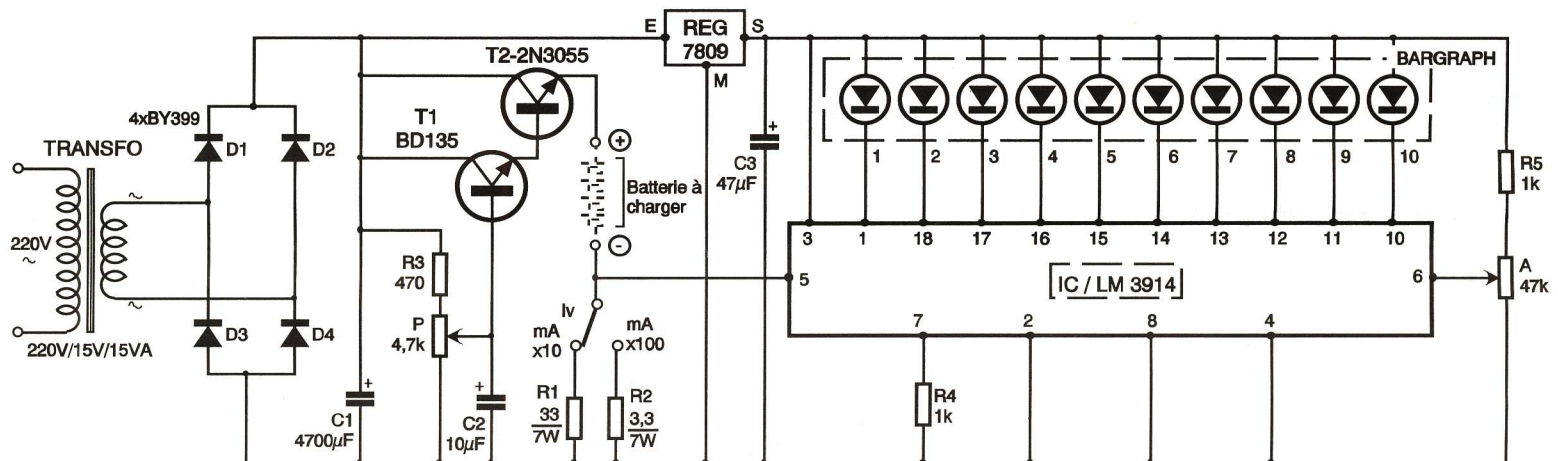 E REG S
7809
M
T2-2N3055
T1
BD135
4xBY399
D1
D2
TRANSFO
220V
~
~
~
220V/15V/15VA
D3
D4
+
C1
4700µF
R3
470
P
4,7k
+
C2
10µF
+
Batterie à
charger
-
Iv
mA
x10
mA
x100
R1
33
7W
R2
3,3
7W
+
C3
47µF
BARGRAPH
1 2 3 4 5 6 7 8 9 10
3 1 18 17 16 15 14 13 12 11 10
5
IC / LM 3914
6
7 2 8 4
R4
1k
R5
1k
A
47k